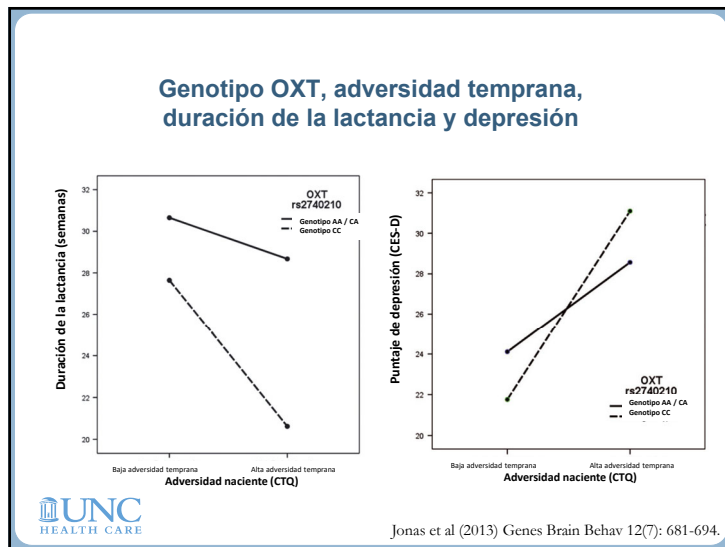 Genotipo OXT, adversidad temprana,
duración de la lactancia y depresión
Duración de la lactancia (semanas)
32
30
28
26
24
22
20
OXT
rs2740210
Genotipo AA / CA
Genotipo CC
Baja adversidad temprana
Alta adversidad temprana
Adversidad naciente (CTQ)
Puntaje de depresión (CES-D)
32
30
28
26
24
22
20
OXT
rs2740210
Genotipo AA / CA
Genotipo CC
Baja adversidad temprana
Alta adversidad temprana
Adversidad naciente (CTQ)
UNC
HEALTH CARE
Jonas et al (2013) Genes Brain Behav 12(7): 681-694.